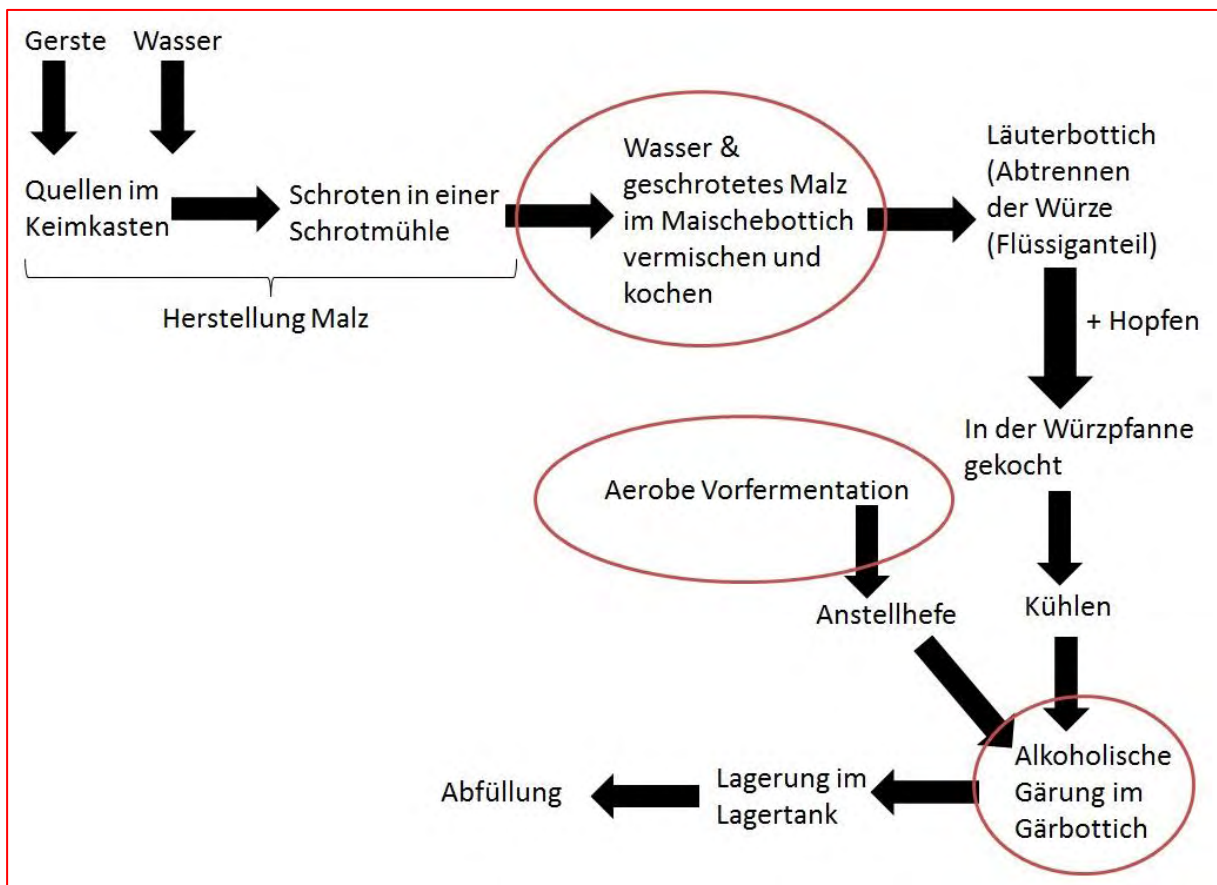 Gerste
Wasser
Quellen im
Keimkasten
Schroten in einer
Schrotmühle
Herstellung Malz
Wasser &
geschrotetes Malz
im Maischebottich
vermischen und
kochen
Läuterbottich
(Abtrennen
der Würze
(Flüssiganteil)
+ Hopfen
In der Würzpfanne
gekocht
Aerobe Vorfermentation
Anstellhefe
Kühlen
Alkoholische
Gärung im
Gärbottich
Lagerung im
Lagertank
Abfüllung